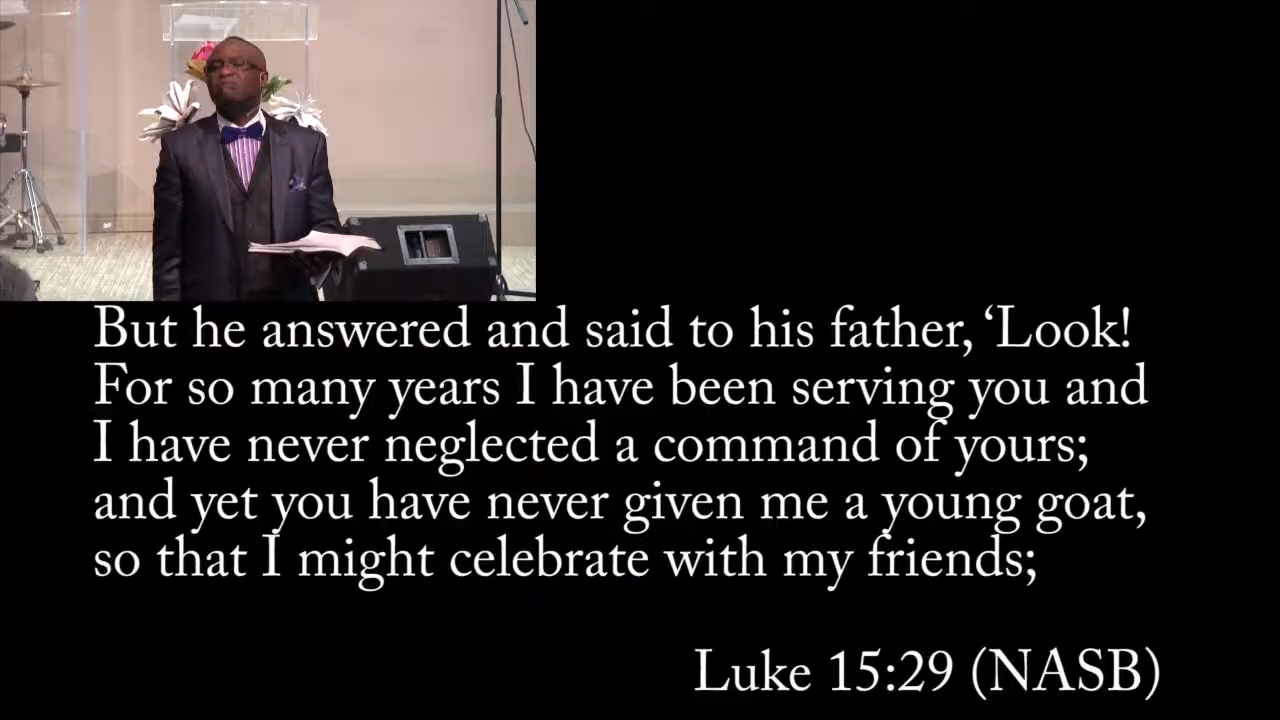 But he answered and said to his father, ‘Look!
For so many years I have been serving you and
I have never neglected a command of yours;
and yet you have never given me a young goat,
so that I might celebrate with my friends;
Luke 15:29 (NASB)